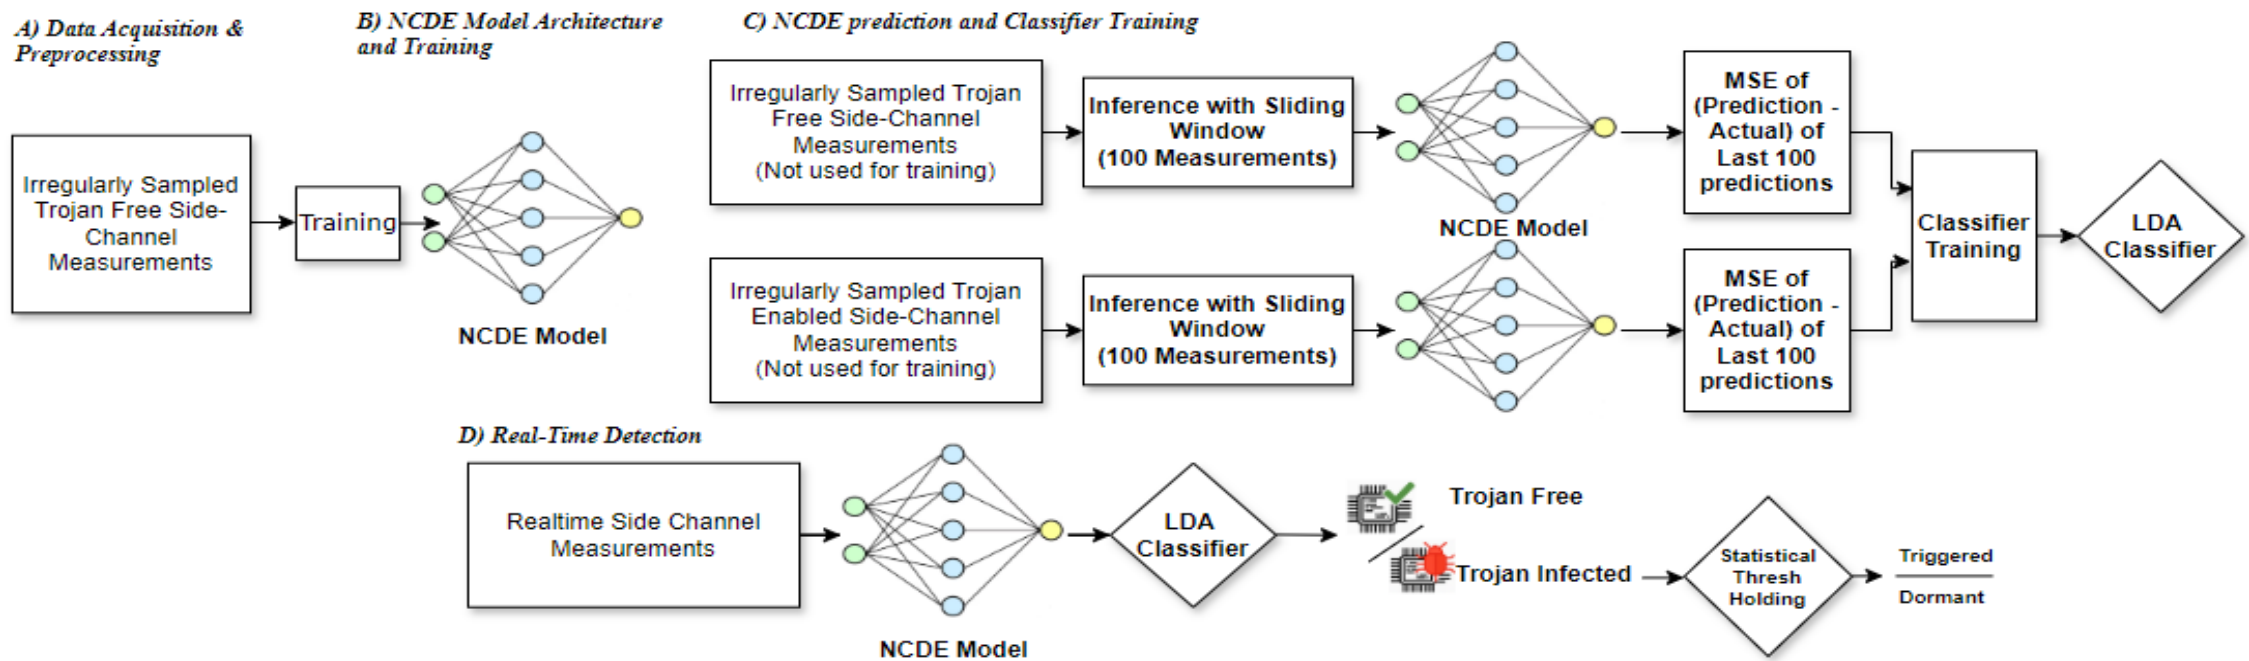 A) Data Acquisition &
Preprocessing
B) NCDE Model Architecture
and Training
C) NCDE prediction and Classifier Training
Irregularly Sampled
Trojan Free Side-
Channel
Measurements
Training
NCDE Model
Irregularly Sampled Trojan
Free Side-Channel
Measurements
(Not used for training)
Inference with Sliding
Window
(100 Measurements)
NCDE Model
MSE of
(Prediction -
Actual) of
Last 100
predictions
Irregularly Sampled Trojan
Enabled Side-Channel
Measurements
(Not used for training)
Inference with Sliding
Window
(100 Measurements)
MSE of
(Prediction -
Actual) of
Last 100
predictions
Classifier
Training
LDA
Classifier
D) Real-Time Detection
Realtime Side Channel
Measurements
NCDE Model
LDA
Classifier
Trojan Free
Trojan Infected
Statistical
Thresh
Holding
Triggered
Dormant